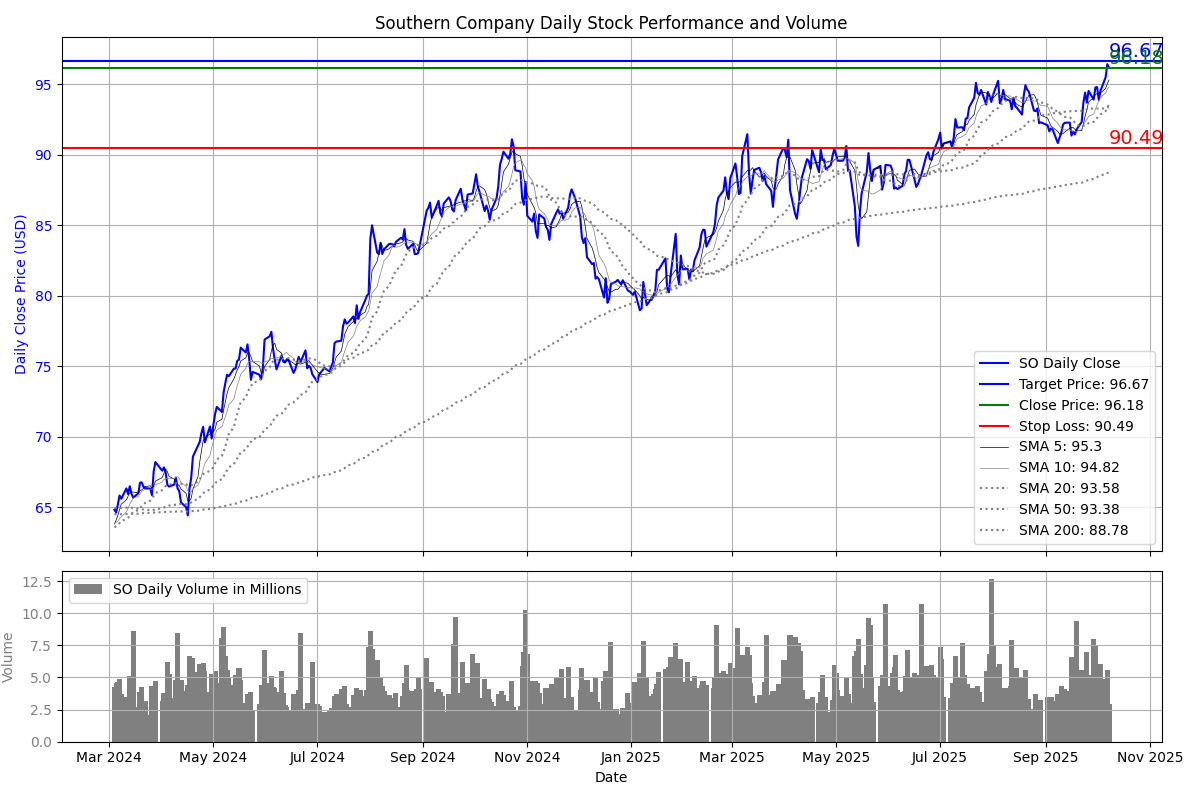 Southern Company Daily Stock Performance and Volume
96.67
96.18
95
90
90.49
85
80
75
70
65
Daily Close Price (USD)
SO Daily Close
Target Price: 96.67
Close Price: 96.18
Stop Loss: 90.49
SMA 5: 95.3
SMA 10: 94.82
SMA 20: 93.58
SMA 50: 93.38
SMA 200: 88.78
12.5
10.0
7.5
5.0
2.5
0.0
Volume
SO Daily Volume in Millions
Mar 2024 May 2024 Jul 2024 Sep 2024 Nov 2024 Jan 2025 Mar 2025 May 2025 Jul 2025 Sep 2025 Nov 2025
Date